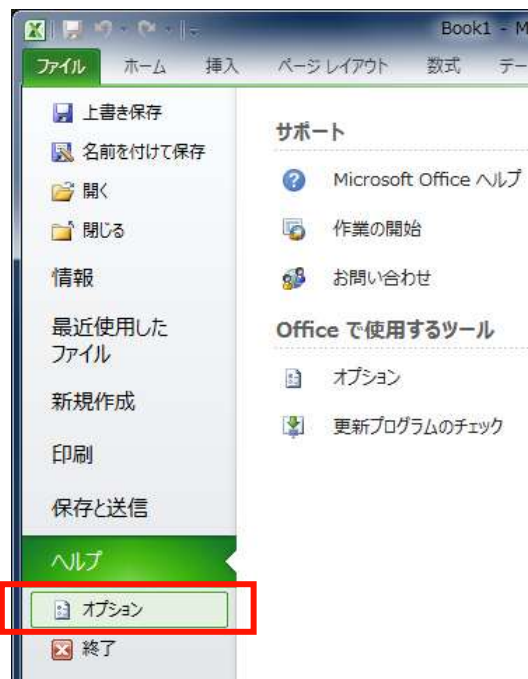 Book1 - M
ファイル ホーム 挿入 ページ レイアウト 数式 デー
上書き保存
名前を付けて保存
開く
閉じる
情報
最近使用した
ファイル
新規作成
印刷
保存と送信
ヘルプ
オプション
終了
サポート
Microsoft Office ヘルプ
作業の開始
お問い合わせ
Office で使用するツール
オプション
更新プログラムのチェック